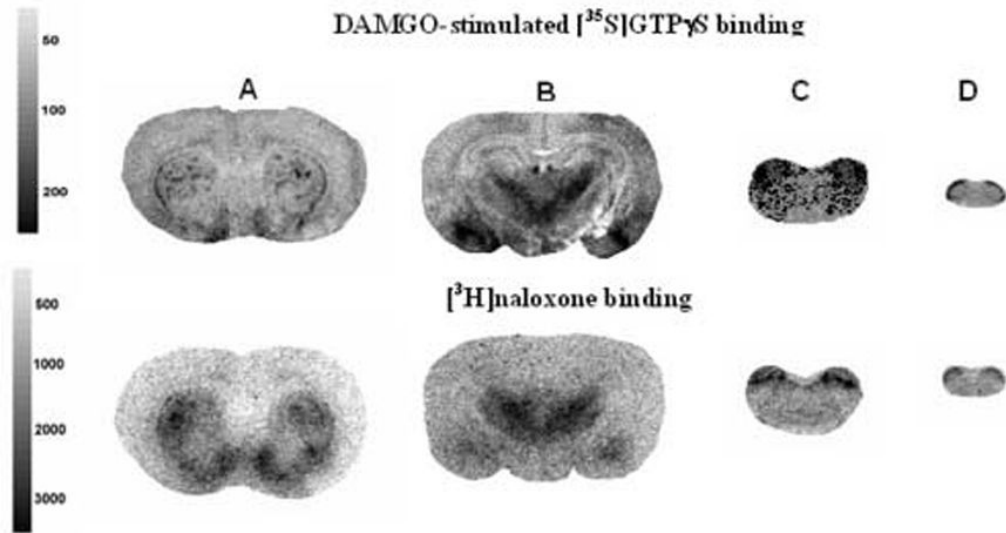 DAMGO-stimulated [³⁵S]GTPγS binding
50
100
200
A
B
C
D
[³H]naloxone binding
500
1000
2000
3000